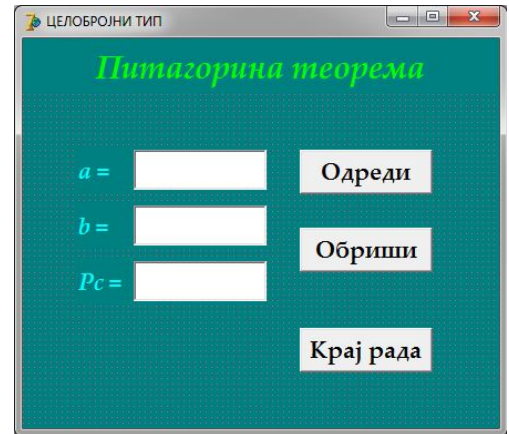 ЦЕЛОБРОЈНИ ТИП
Питагорина теорема
a =
Одреди
b =
Обриши
Pc =
Крај рада